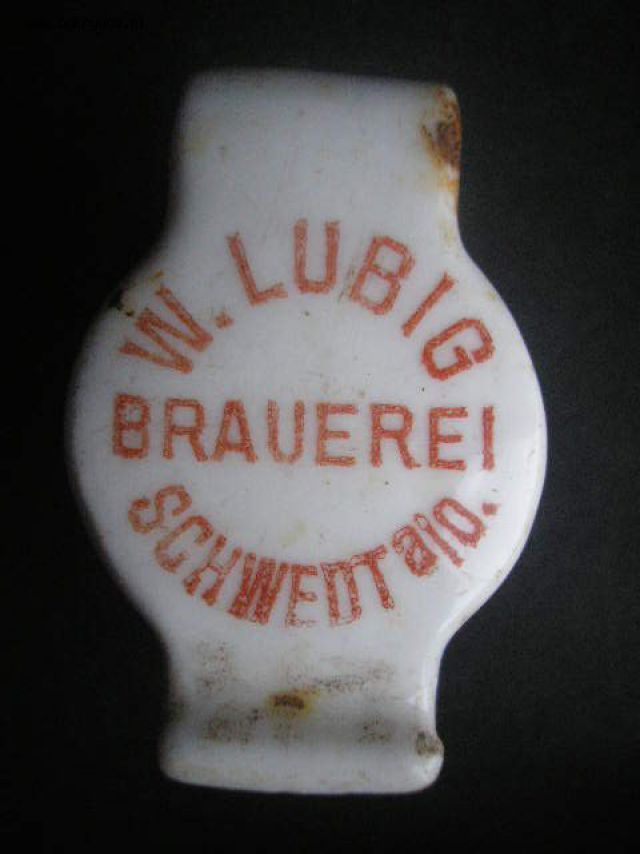 W. LUBIG
BRAUEREI
SCHWEDT a/o.